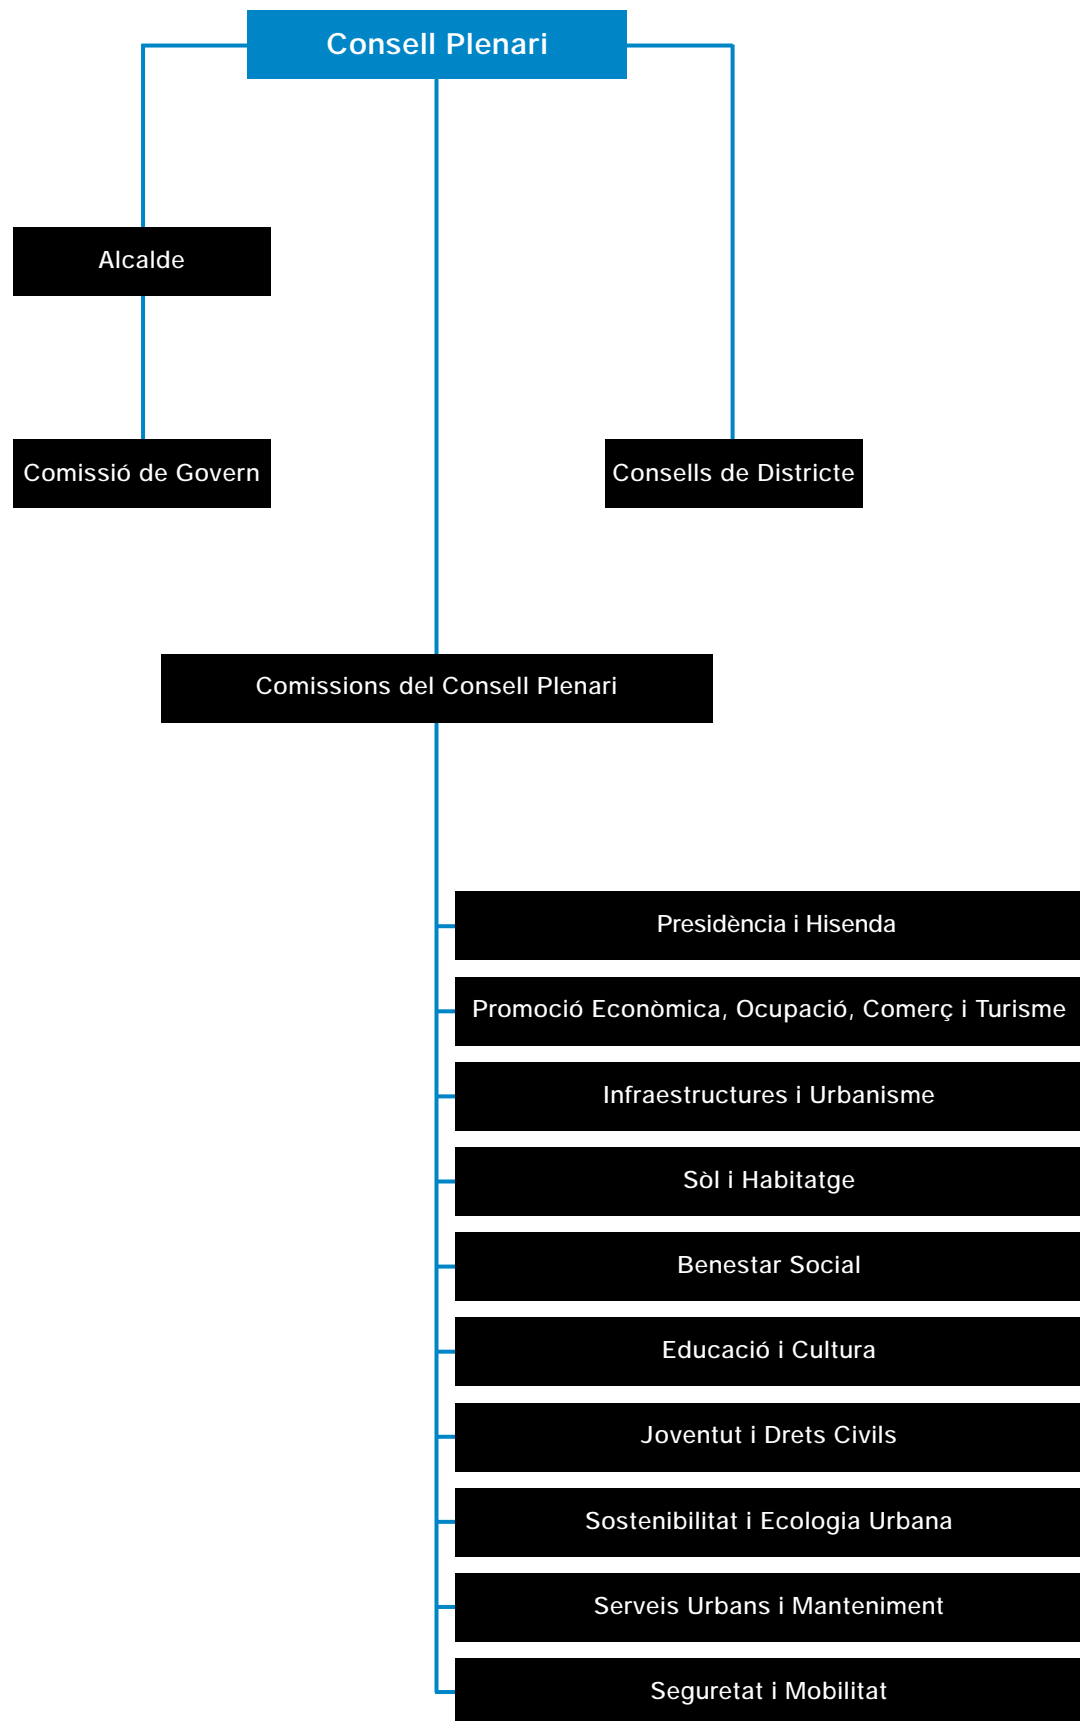 Consell Plenari
Alcalde
Comissió de Govern
Consells de Districte
Comissions del Consell Plenari
Presidència i Hisenda
Promoció Econòmica, Ocupació, Comerç i Turisme
Infraestructures i Urbanisme
Sòl i Habitatge
Benestar Social
Educació i Cultura
Joventut i Drets Civils
Sostenibilitat i Ecologia Urbana
Serveis Urbans i Manteniment
Seguretat i Mobilitat